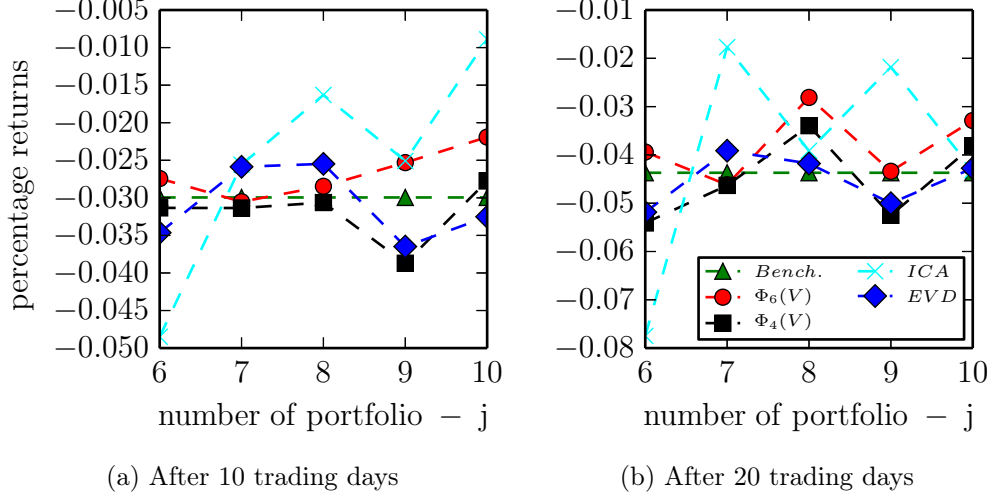 percentage returns
−0.005
−0.010
−0.015
−0.020
−0.025
−0.030
−0.035
−0.040
−0.045
−0.050
6 7 8 9 10
number of portfolio − j
(a) After 10 trading days
−0.01
−0.02
−0.03
−0.04
−0.05
−0.06
−0.07
−0.08
Bench. ICA
Φ₆(V) EVD
Φ₄(V)
6 7 8 9 10
number of portfolio − j
(b) After 20 trading days